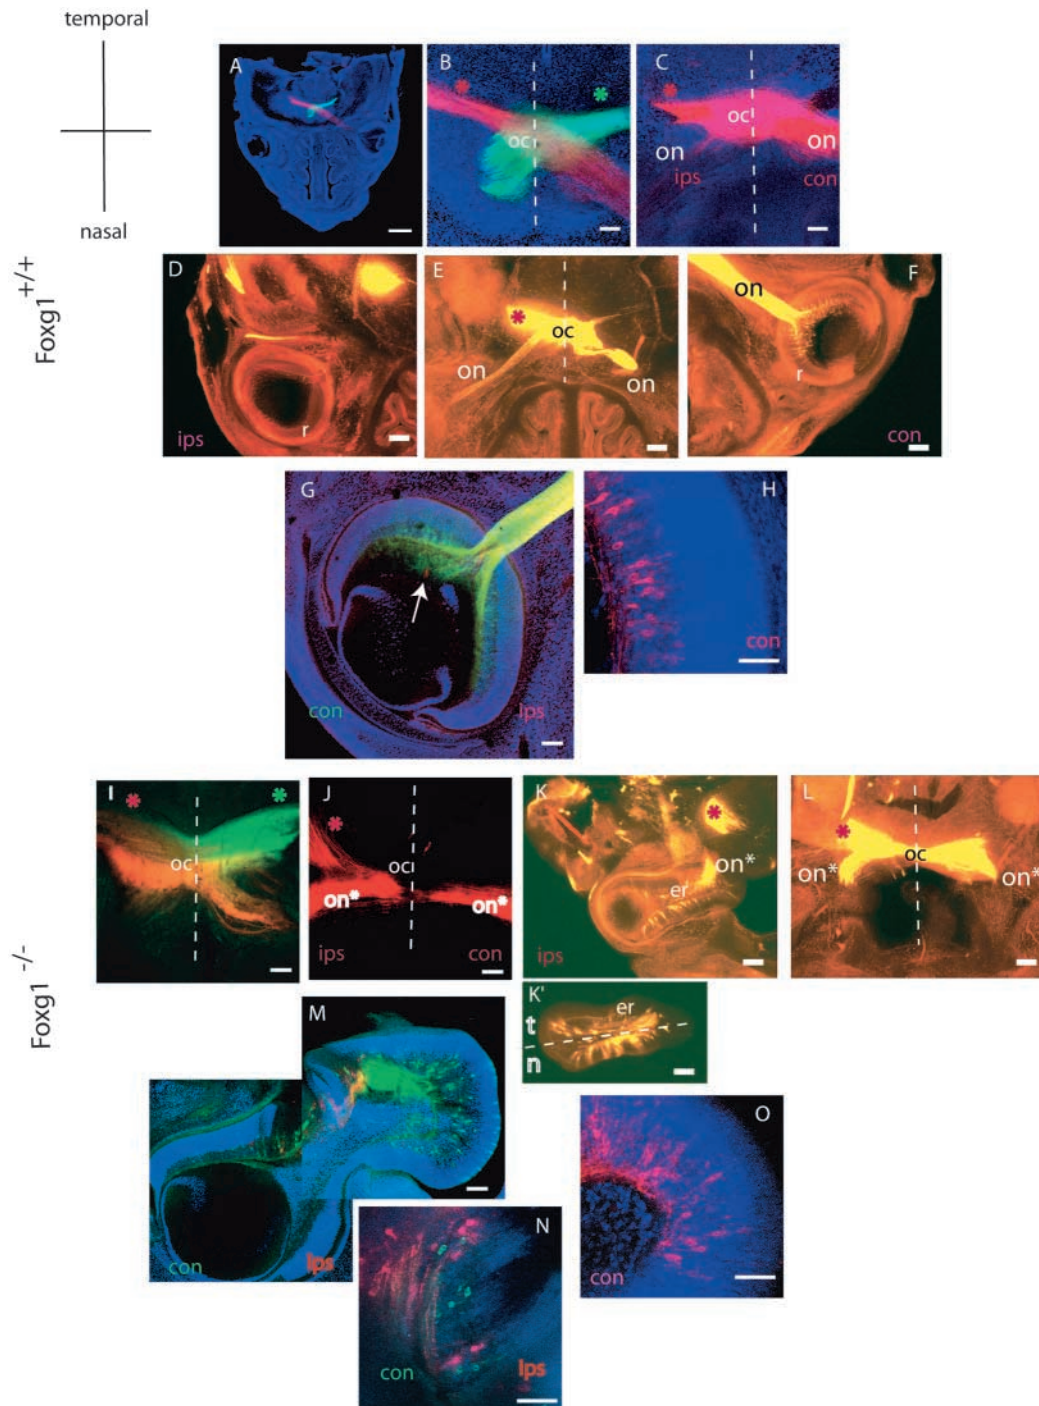 temporal
nasal
Foxg1 +/+
A
B
*
*
oc
C
*
oc
on
on
ips
con
D
r
ips
E
*
oc
on
on
F
on
r
con
G
con
Ips
H
con
Foxg1 -/-
I
*
*
oc
J
*
oc
on*
on*
ips
con
K
*
on*
er
ips
L
*
on*
oc
on*
K'
er
t
n
M
con
Ips
N
con
Ips
O
con